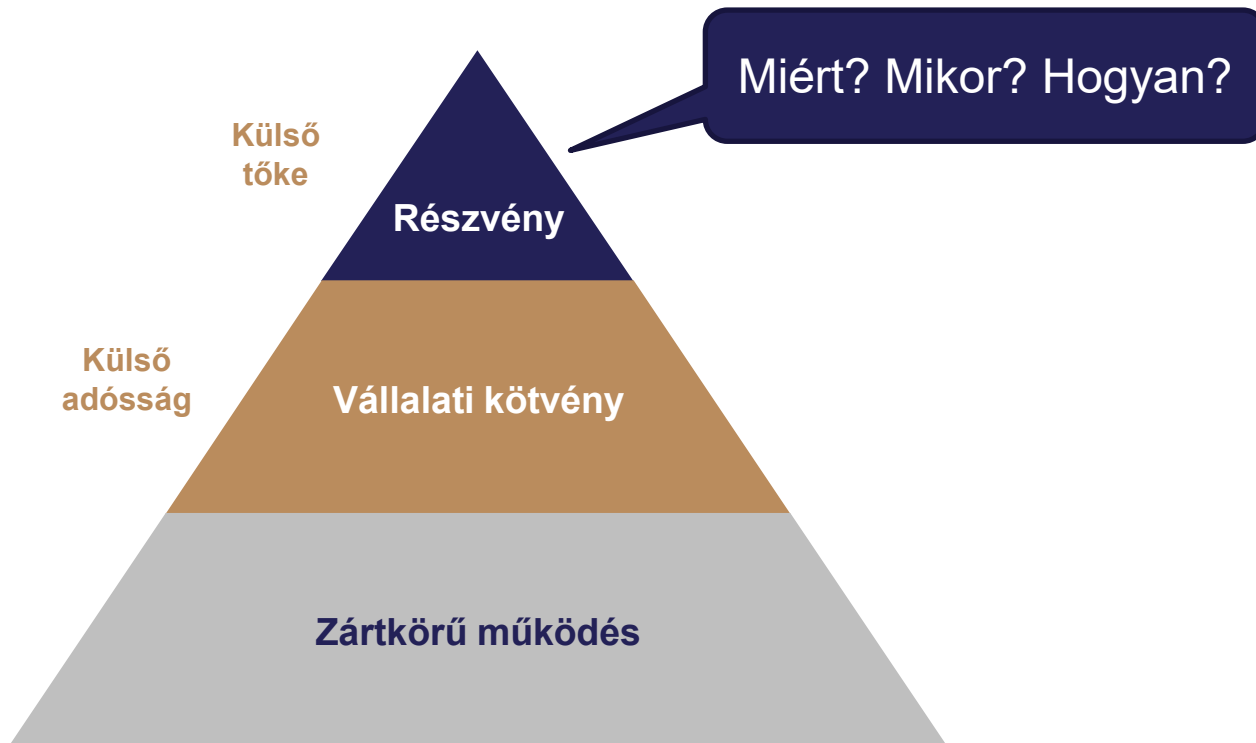 Miért? Mikor? Hogyan?
Külső
tőke
Részvény
Külső
adósság
Vállalati kötvény
Zártkörű működés